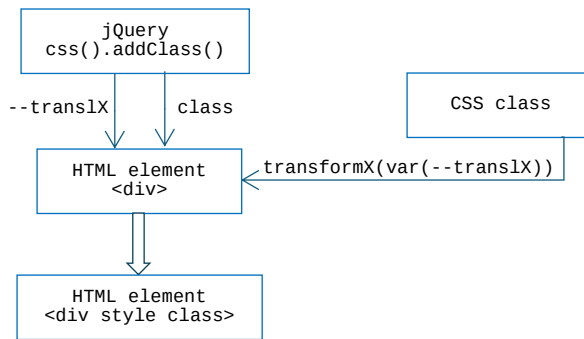 jQuery
css().addClass()
--translX
class
CSS class
HTML element
<div>
transformX(var(--translX))
HTML element
<div style class>